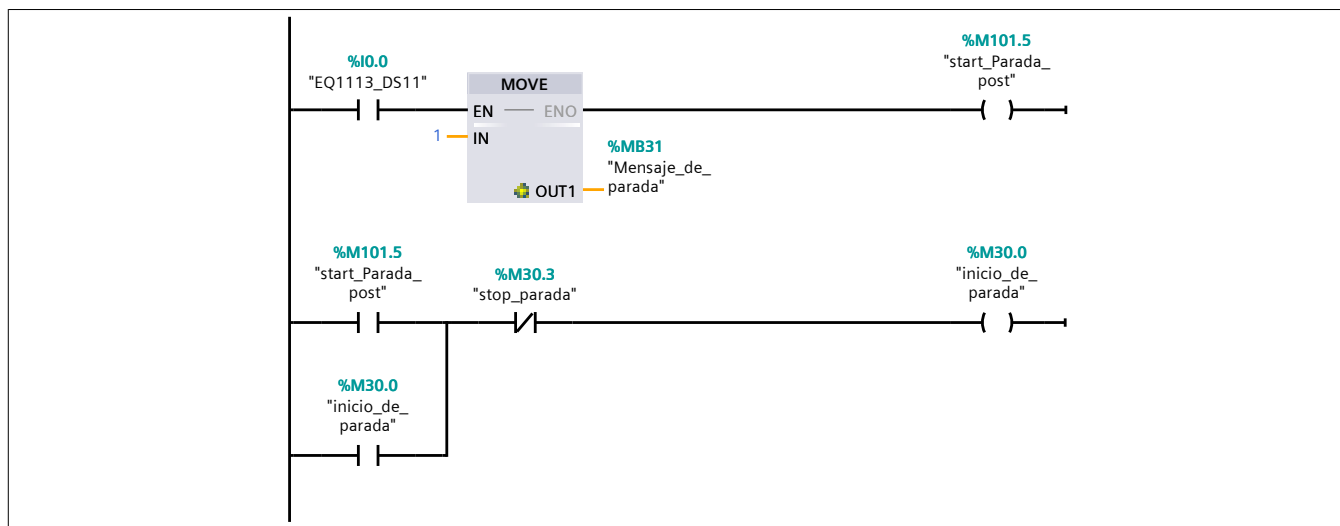 %I0.0
"EQ1113_DS11"
MOVE
EN
ENO
1
IN
OUT1
%MB31
"Mensaje_de_
parada"
%M101.5
"start_Parada_
post"
%M101.5
"start_Parada_
post"
%M30.3
"stop_parada"
%M30.0
"inicio_de_
parada"
%M30.0
"inicio_de_
parada"